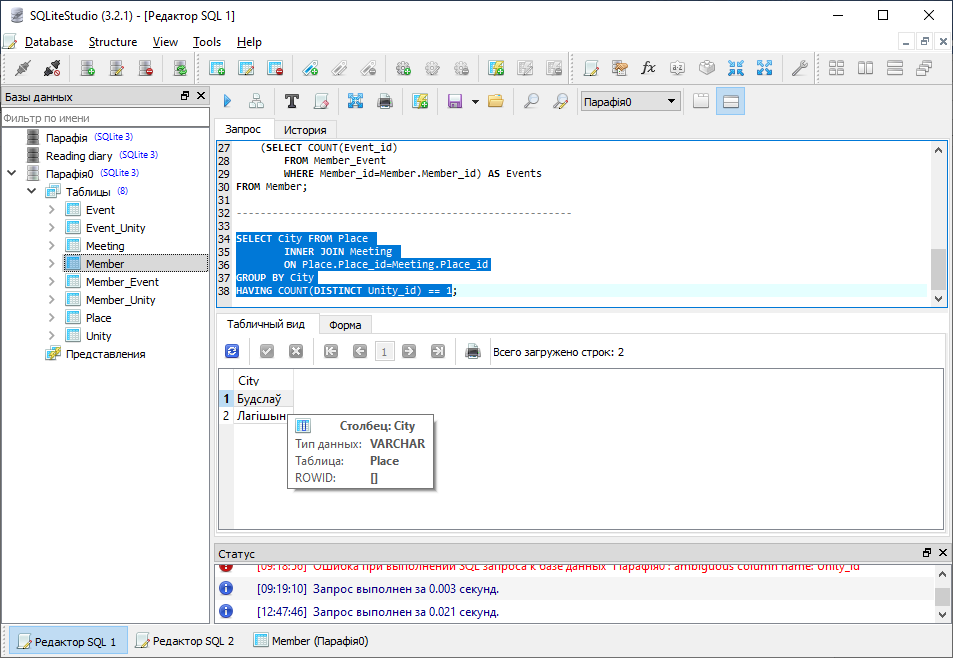 SQLiteStudio (3.2.1) - [Редактор SQL 1]
Database Structure View Tools Help
Базы данных
Фильтр по имени
Парафія (SQLite 3)
Reading diary (SQLite 3)
Парафія0 (SQLite 3)
Таблицы (8)
Event
Event_Unity
Meeting
Member
Member_Event
Member_Unity
Place
Unity
Представления
Парафія0
Запрос История
27 (SELECT COUNT(Event_id)
28 FROM Member_Event
29 WHERE Member_id=Member.Member_id) AS Events
30 FROM Member;
31
32 --------------------------------------------------------
33
34 SELECT City FROM Place
35 INNER JOIN Meeting
36 ON Place.Place_id=Meeting.Place_id
37 GROUP BY City
38 HAVING COUNT(DISTINCT Unity_id) == 1;
Табличный вид Форма
1 Всего загружено строк: 2
City
1 Будслаў
2 Лагішын
Столбец: City
Тип данных: VARCHAR
Таблица: Place
ROWID: []
Статус
[09:18:56] Ошибка при выполнении SQL запроса к базе данных 'Парафія0': ambiguous column name: Unity_id
[09:19:10] Запрос выполнен за 0.003 секунд.
[12:47:46] Запрос выполнен за 0.021 секунд.
Редактор SQL 1 Редактор SQL 2 Member (Парафія0)